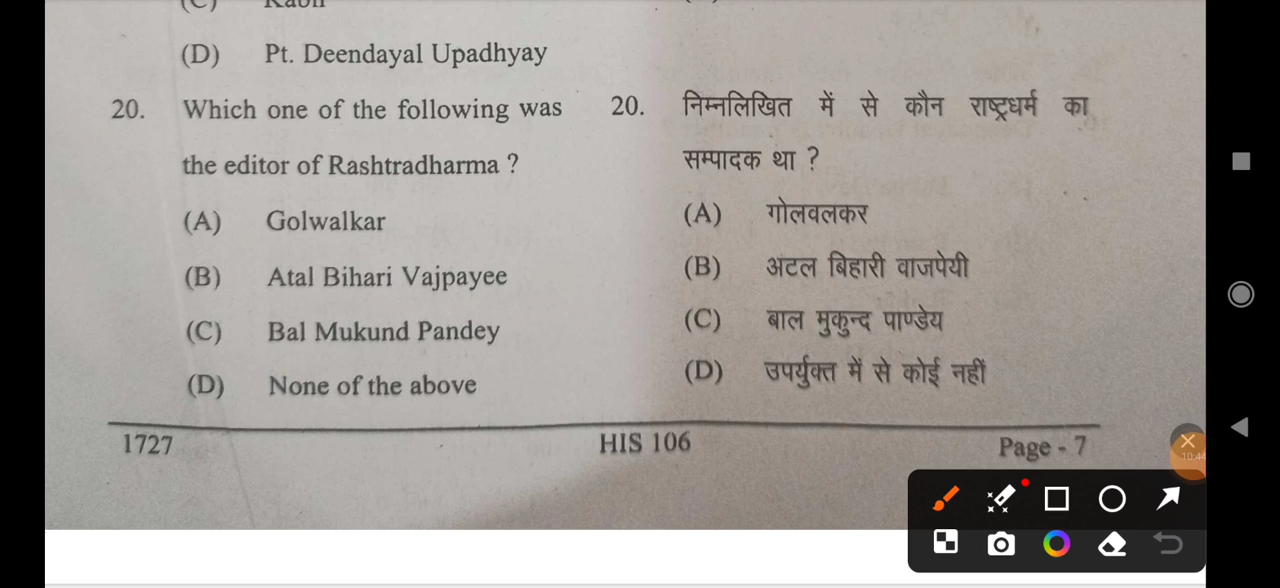 (D) Pt. Deendayal Upadhyay
20. Which one of the following was
the editor of Rashtradharma ?
(A) Golwalkar
(B) Atal Bihari Vajpayee
(C) Bal Mukund Pandey
(D) None of the above
20. निम्नलिखित में से कौन राष्ट्रधर्म का
सम्पादक था ?
(A) गोलवलकर
(B) अटल बिहारी वाजपेयी
(C) बाल मुकुन्द पाण्डेय
(D) उपर्युक्त में से कोई नहीं
1727 HIS 106 Page - 7